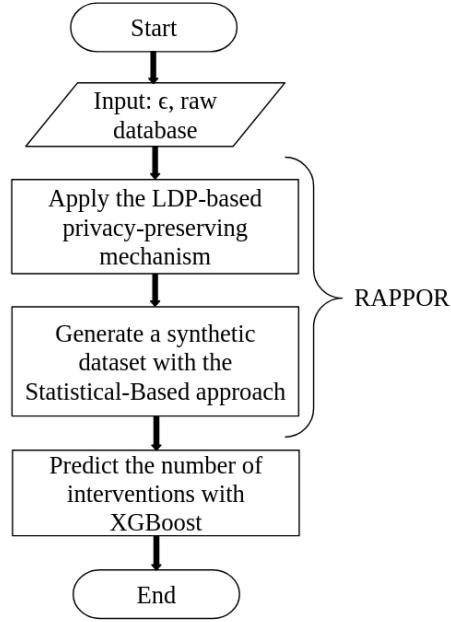 Start
Input: ϵ, raw
database
Apply the LDP-based
privacy-preserving
mechanism
RAPPOR
Generate a synthetic
dataset with the
Statistical-Based approach
Predict the number of
interventions with
XGBoost
End